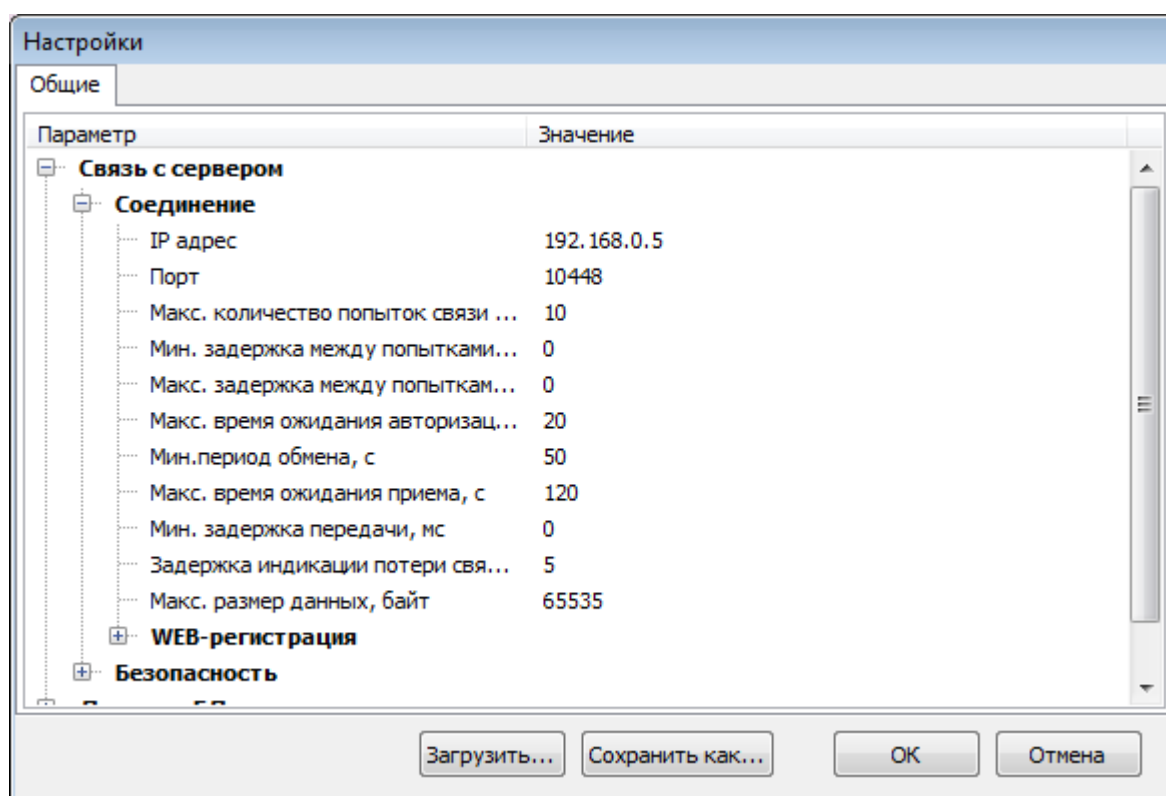 Настройки
Общие
Параметр Значение
Связь с сервером
Соединение
IP адрес 192.168.0.5
Порт 10448
Макс. количество попыток связи ... 10
Мин. задержка между попытками... 0
Макс. задержка между попыткам... 0
Макс. время ожидания авторизац... 20
Мин.период обмена, с 50
Макс. время ожидания приема, с 120
Мин. задержка передачи, мс 0
Задержка индикации потери свя... 5
Макс. размер данных, байт 65535
WEB-регистрация
Безопасность
Загрузить... Сохранить как... ОК Отмена